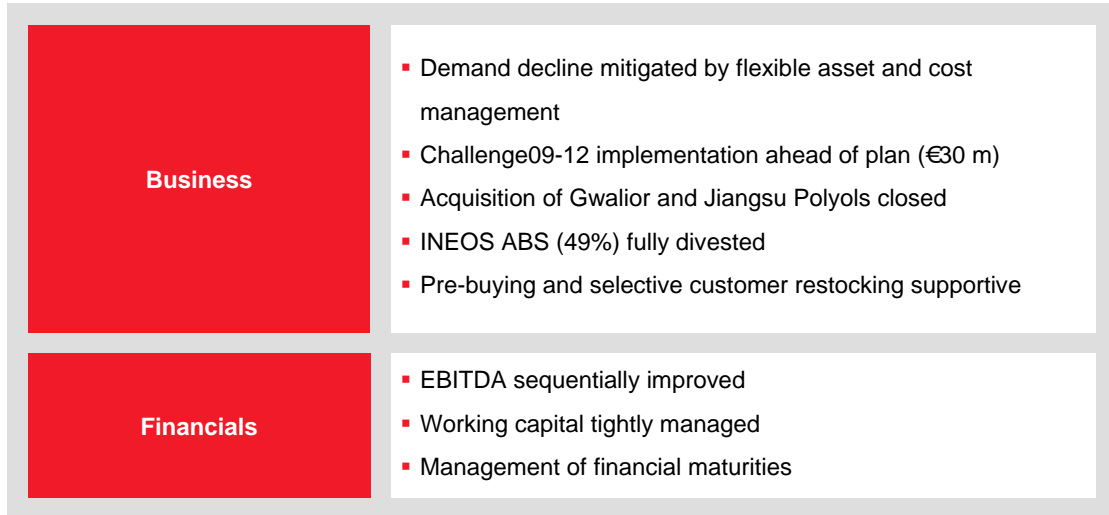 Business
▪ Demand decline mitigated by flexible asset and cost
management
▪ Challenge09-12 implementation ahead of plan (€30 m)
▪ Acquisition of Gwalior and Jiangsu Polyols closed
▪ INEOS ABS (49%) fully divested
▪ Pre-buying and selective customer restocking supportive
Financials
▪ EBITDA sequentially improved
▪ Working capital tightly managed
▪ Management of financial maturities